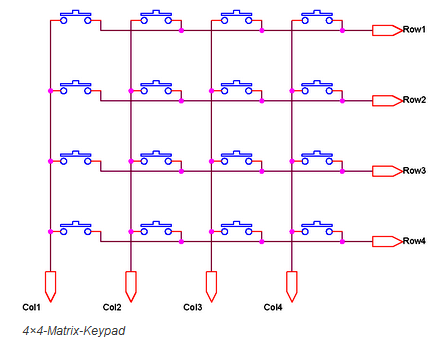 Row1
Row2
Row3
Row4
Col1 Col2 Col3 Col4
4×4-Matrix-Keypad